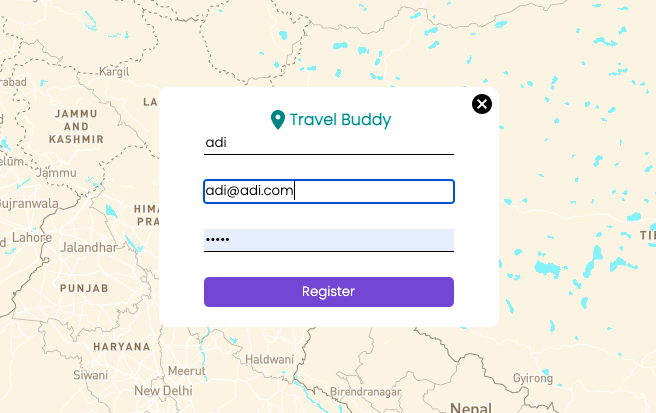 rabad
Kargil
JAMMU
AND
KASHMIR
LA
Jammu
elūm
Gujranwala
HIMA
PRA
Lahore
Jalandhar
PUNJAB
HARYANA
Siwani
Meerut
New Delhi
Haldwani
Birendranagar
Gyirong
Nepal
TI
Travel Buddy
adi
adi@adi.com
•••••
Register